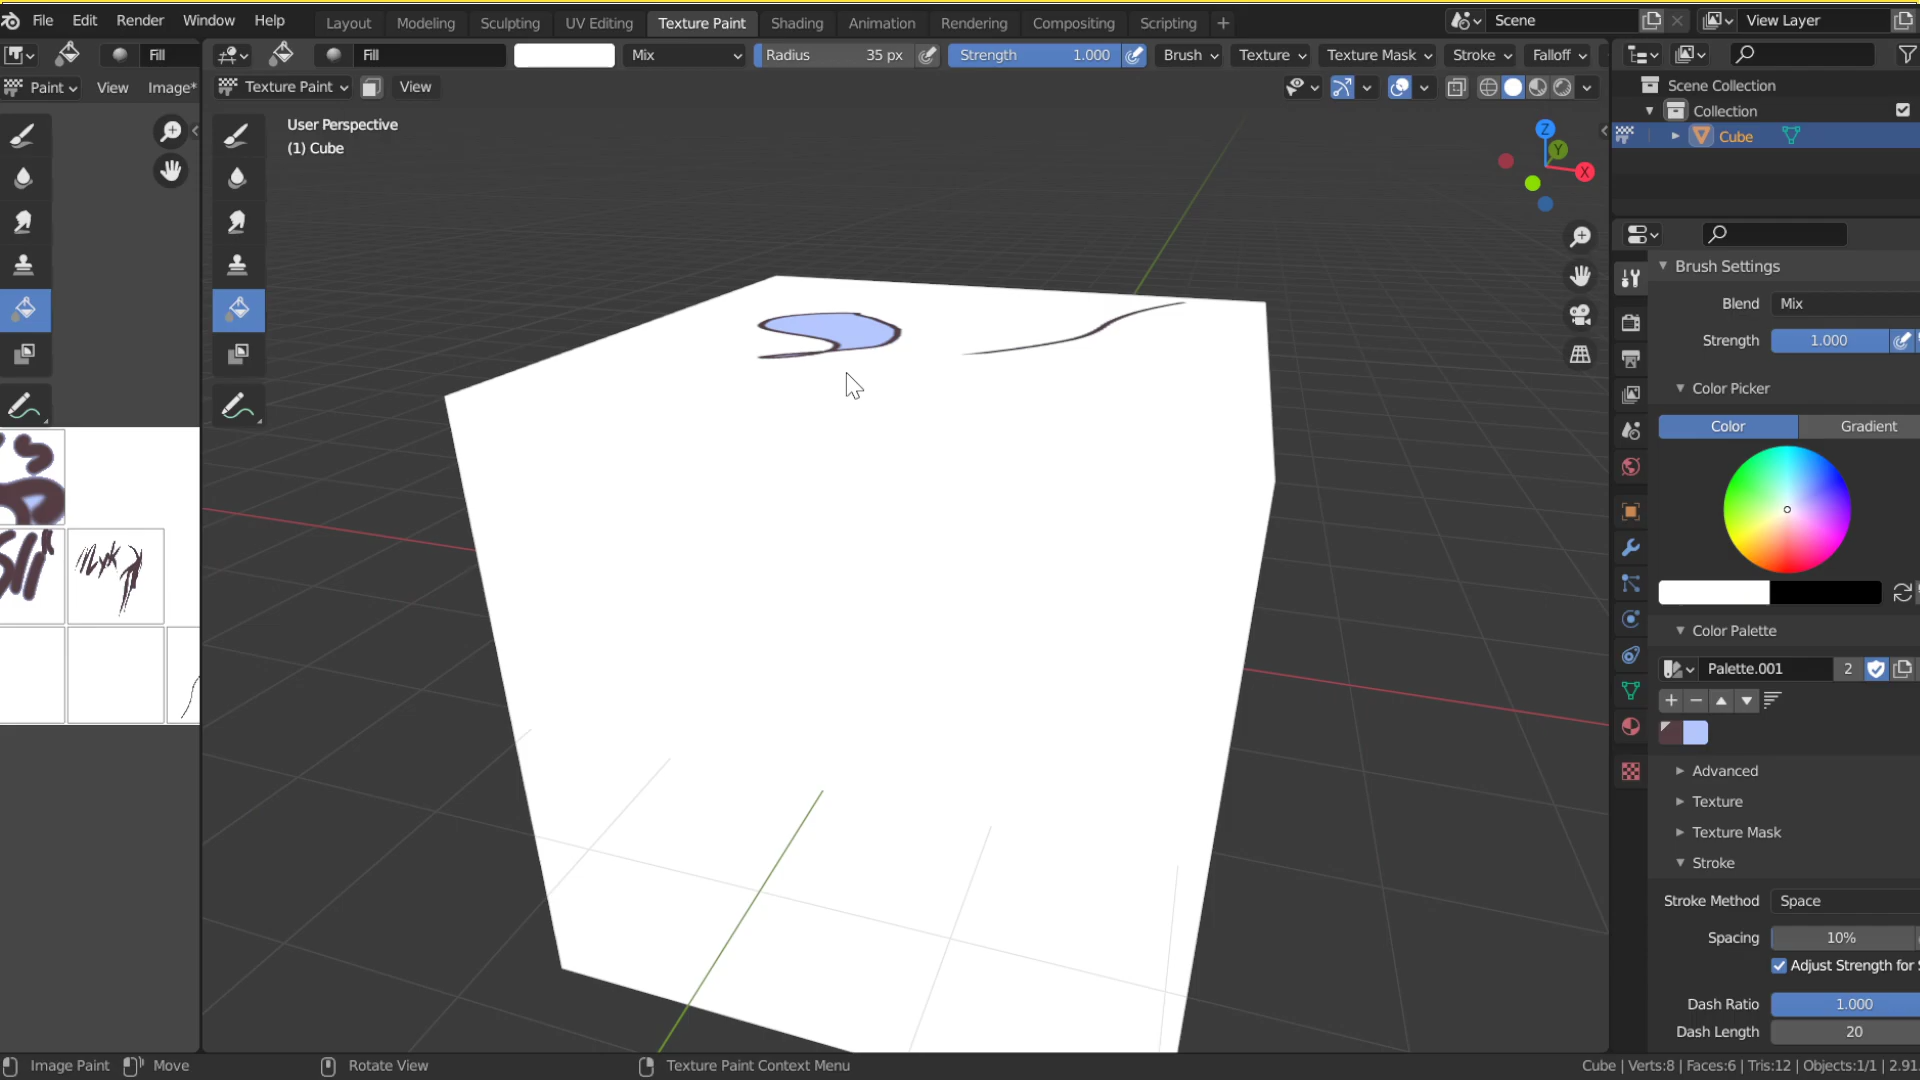 File Edit Render Window Help Layout Modeling Sculpting UV Editing Texture Paint Shading Animation Rendering Compositing Scripting + Scene View Layer
Fill Fill Mix Radius 35 px Strength 1.000 Brush Texture Texture Mask Stroke Falloff
Paint View Image* Texture Paint View
Scene Collection
Collection
Cube
User Perspective
(1) Cube
Z
Y
X
Brush Settings
Blend Mix
Strength 1.000
Color Picker
Color Gradient
Color Palette
Palette.001 2
Advanced
Texture
Texture Mask
Stroke
Stroke Method Space
Spacing 10%
Adjust Strength for
Dash Ratio 1.000
Dash Length 20
Image Paint Move Rotate View Texture Paint Context Menu Cube | Verts:8 | Faces:6 | Tris:12 | Objects:1/1 | 2.91